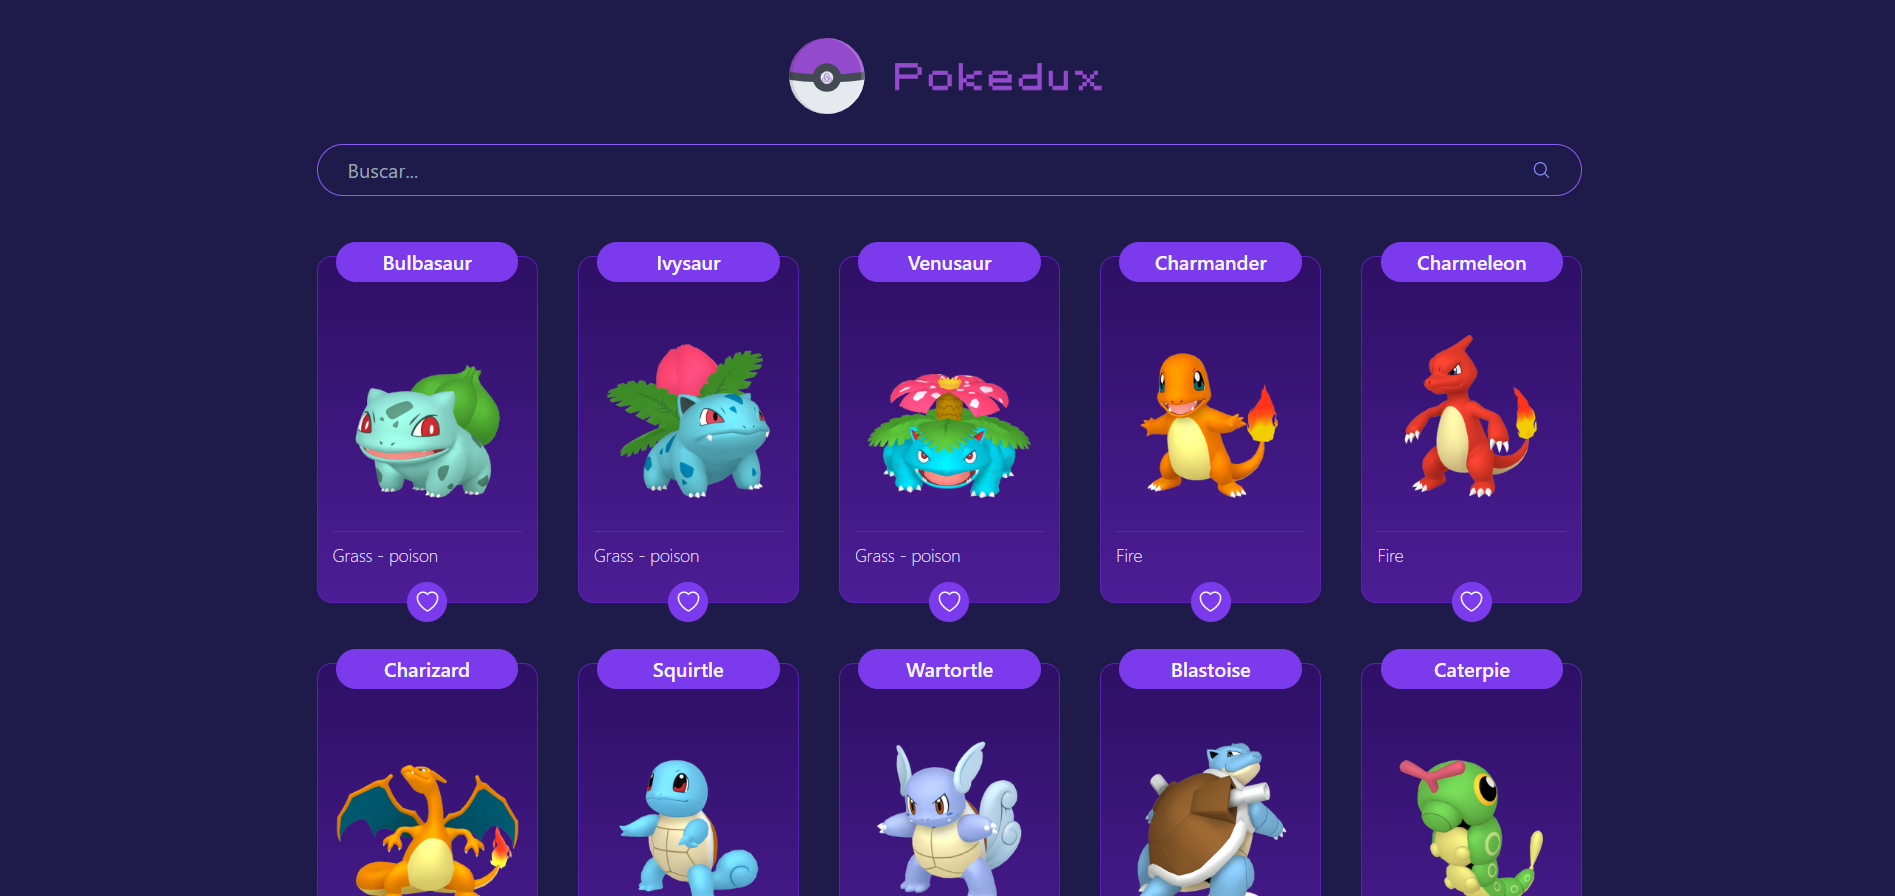 Pokedux
Buscar...
Bulbasaur
Ivysaur
Venusaur
Charmander
Charmeleon
Grass - poison
Grass - poison
Grass - poison
Fire
Fire
Charizard
Squirtle
Wartortle
Blastoise
Caterpie